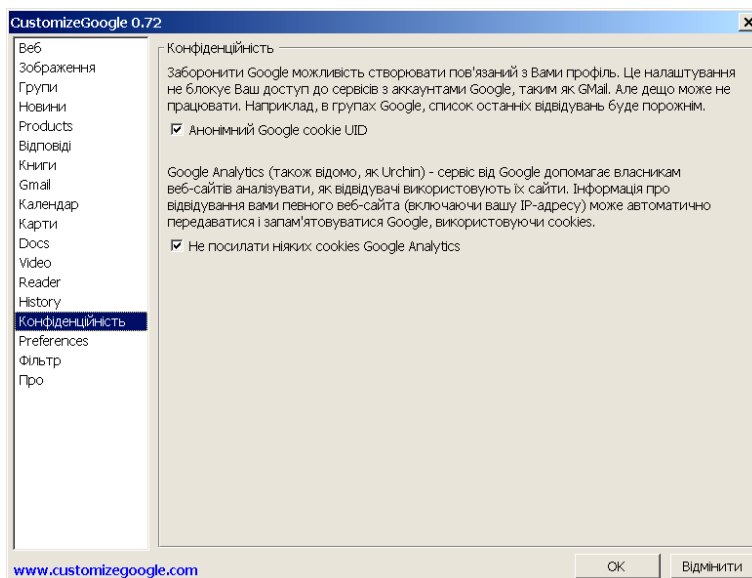 CustomizeGoogle 0.72
Веб
Зображення
Групи
Новини
Products
Відповіді
Книги
Gmail
Календар
Карти
Docs
Video
Reader
History
Конфіденційність
Preferences
Фільтр
Про
Конфіденційність
Заборонити Google можливість створювати пов'язаний з Вами профіль. Це налаштування
не блокує Ваш доступ до сервісів з аккаунтами Google, таким як GMail. Але дещо може не
працювати. Наприклад, в групах Google, список останніх відвідувань буде порожнім.
Анонімний Google cookie UID
Google Analytics (також відомо, як Urchin) - сервіс від Google допомагає власникам
веб-сайтів аналізувати, як відвідувачі використовують їх сайти. Інформація про
відвідування вами певного веб-сайта (включаючи вашу IP-адресу) може автоматично
передаватися і запам'ятовуватися Google, використовуючи cookies.
Не посилати ніяких cookies Google Analytics
www.customizegoogle.com
OK
Відмінити